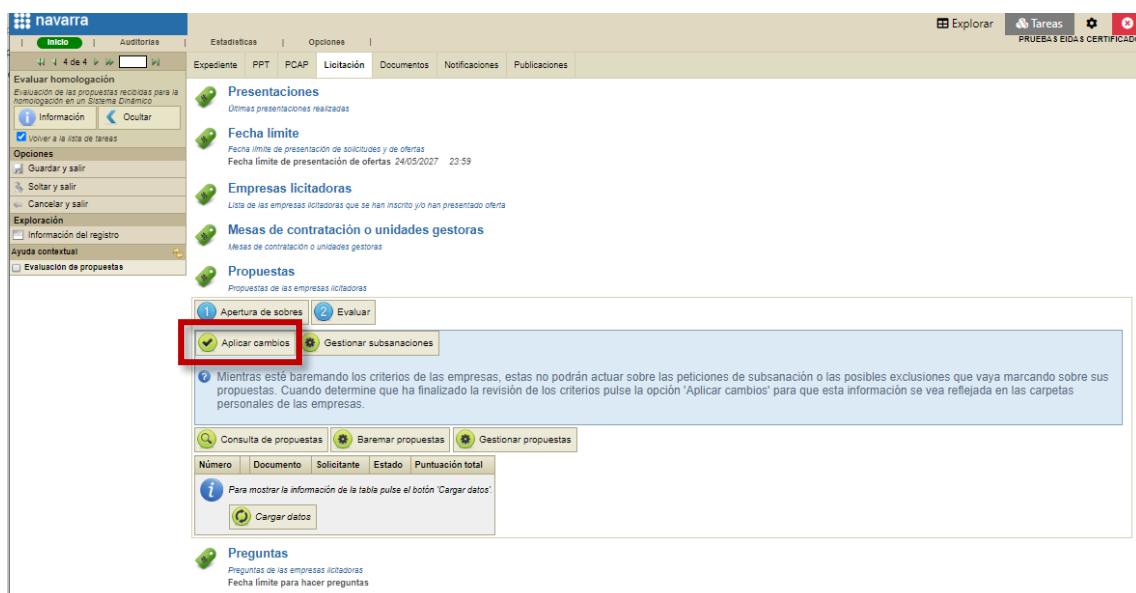 navarra
Explorar
Tareas
PRUEBAS EIDAS CERTIFICADO
| Inicio | Auditorias | Estadisticas | Opciones |
4 de 4
Expediente PPT PCAP Licitación Documentos Notificaciones Publicaciones
Evaluar homologación
Evaluación de las propuestas recibidas para la
homologación en un Sistema Dinámico
Información
Ocultar
Volver a la lista de tareas
Opciones
Guardar y salir
Soltar y salir
Cancelar y salir
Exploración
Información del registro
Ayuda contextual
Evaluación de propuestas
Presentaciones
Últimas presentaciones realizadas
Fecha límite
Fecha límite de presentación de solicitudes y de ofertas
Fecha límite de presentación de ofertas 24/05/2027 23:59
Empresas licitadoras
Lista de las empresas licitadoras que se han inscrito y/o han presentado oferta
Mesas de contratación o unidades gestoras
Mesas de contratación o unidades gestoras
Propuestas
Propuestas de las empresas licitadoras
1 Apertura de sobres 2 Evaluar
Aplicar cambios Gestionar subsanaciones
Mientras esté baremando los criterios de las empresas, estas no podrán actuar sobre las peticiones de subsanación o las posibles exclusiones que vaya marcando sobre sus
propuestas. Cuando determine que ha finalizado la revisión de los criterios pulse la opción 'Aplicar cambios' para que esta información se vea reflejada en las carpetas
personales de las empresas.
Consulta de propuestas Baremar propuestas Gestionar propuestas
Número Documento Solicitante Estado Puntuación total
Para mostrar la información de la tabla pulse el botón 'Cargar datos'.
Cargar datos
Preguntas
Preguntas de las empresas licitadoras
Fecha límite para hacer preguntas